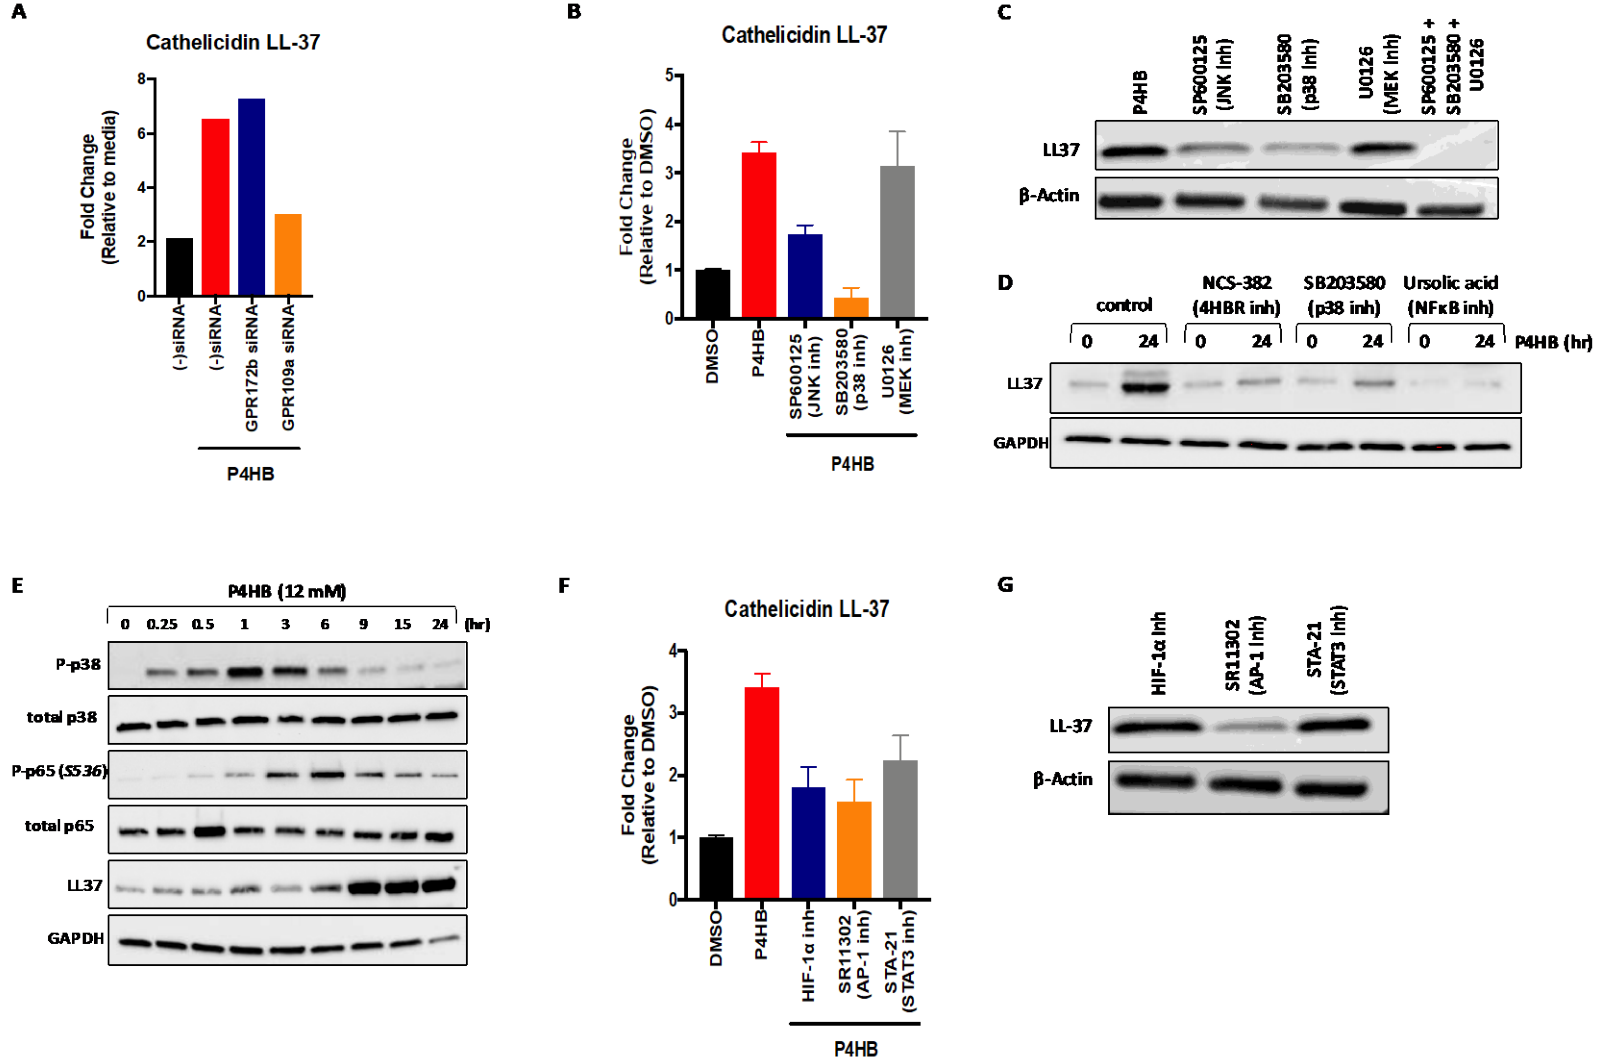 A
Cathelicidin LL-37
Fold Change
(Relative to media)
8
6
4
2
0
(-)siRNA
(-)siRNA
GPR172b siRNA
GPR109a siRNA
P4HB
B
Cathelicidin LL-37
Fold Change
(Relative to DMSO)
5
4
3
2
1
0
DMSO
P4HB
SP600125
(JNK inh)
SB203580
(p38 inh)
U0126
(MEK inh)
P4HB
C
P4HB
SP600125
(JNK Inh)
SB203580
(p38 Inh)
U0126
(MEK Inh)
SP600125 +
SB203580 +
U0126
LL37
β-Actin
D
control
NCS-382
(4HBR inh)
SB203580
(p38 inh)
Ursolic acid
(NFκB inh)
0 24 0 24 0 24 0 24 P4HB (hr)
LL37
GAPDH
E
P4HB (12 mM)
0 0.25 0.5 1 3 6 9 15 24 (hr)
P-p38
total p38
P-p65 (S536)
total p65
LL37
GAPDH
F
Cathelicidin LL-37
Fold Change
(Relative to DMSO)
4
3
2
1
0
DMSO
P4HB
HIF-1α inh
SR11302
(AP-1 inh)
STA-21
(STAT3 inh)
P4HB
G
HIF-1α Inh
SR11302
(AP-1 Inh)
STA-21
(STAT3 Inh)
LL-37
β-Actin